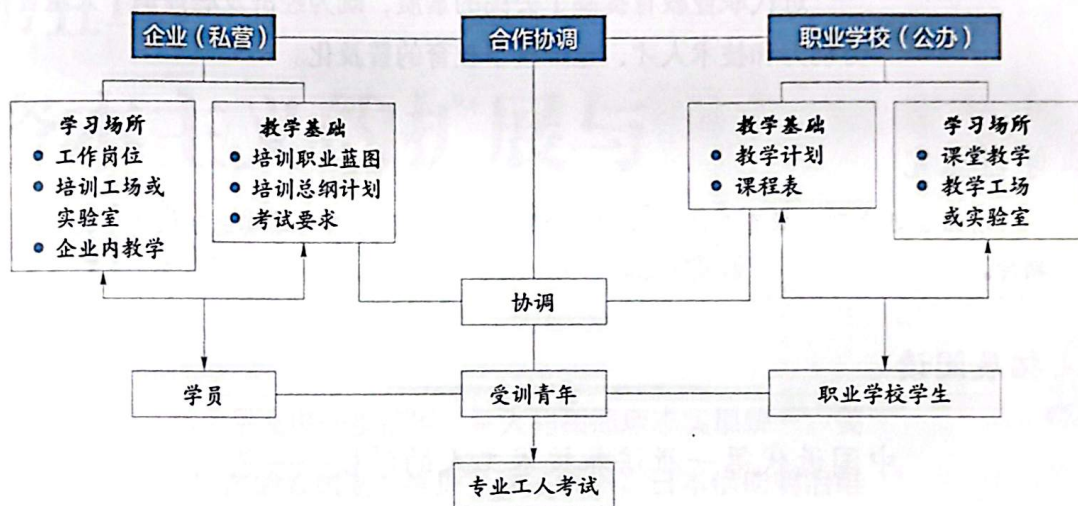 企业（私营）
合作协调
职业学校（公办）
学习场所
工作岗位
培训工场或
实验室
企业内教学
教学基础
培训职业蓝图
培训总纲计划
考试要求
教学基础
教学计划
课程表
学习场所
课堂教学
教学工场
或实验室
协调
学员
受训青年
职业学校学生
专业工人考试